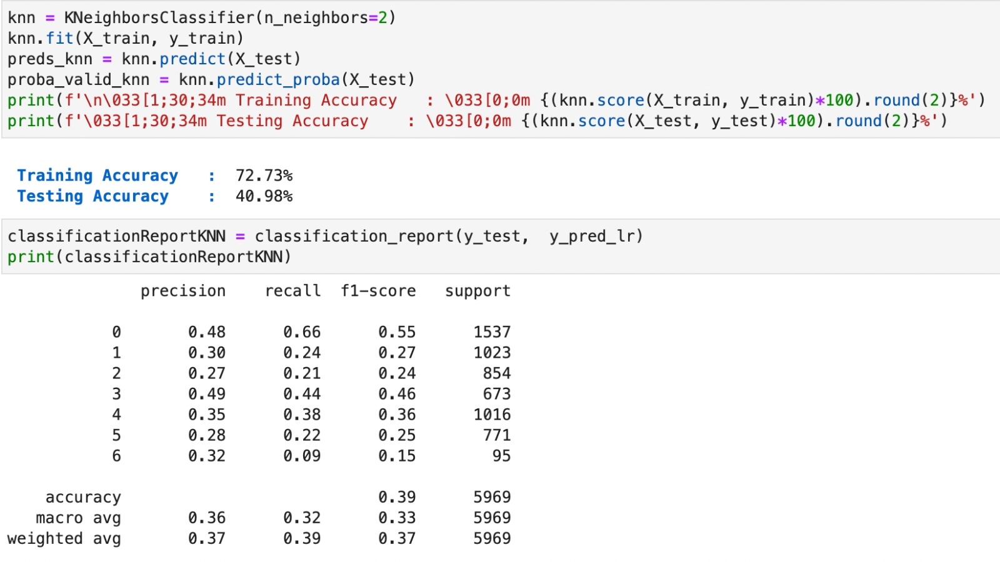 knn = KNeighborsClassifier(n_neighbors=2)
knn.fit(X_train, y_train)
preds_knn = knn.predict(X_test)
proba_valid_knn = knn.predict_proba(X_test)
print(f'\n\033[1;30;34m Training Accuracy   : \033[0;0m {(knn.score(X_train, y_train)*100).round(2)}%')
print(f'\033[1;30;34m Testing Accuracy    : \033[0;0m {(knn.score(X_test, y_test)*100).round(2)}%')
Training Accuracy   :  72.73%
Testing Accuracy    :  40.98%
classificationReportKNN = classification_report(y_test,  y_pred_lr)
print(classificationReportKNN)
precision    recall  f1-score   support
0       0.48      0.66      0.55      1537
1       0.30      0.24      0.27      1023
2       0.27      0.21      0.24       854
3       0.49      0.44      0.46       673
4       0.35      0.38      0.36      1016
5       0.28      0.22      0.25       771
6       0.32      0.09      0.15        95
accuracy                           0.39      5969
macro avg       0.36      0.32      0.33      5969
weighted avg       0.37      0.39      0.37      5969